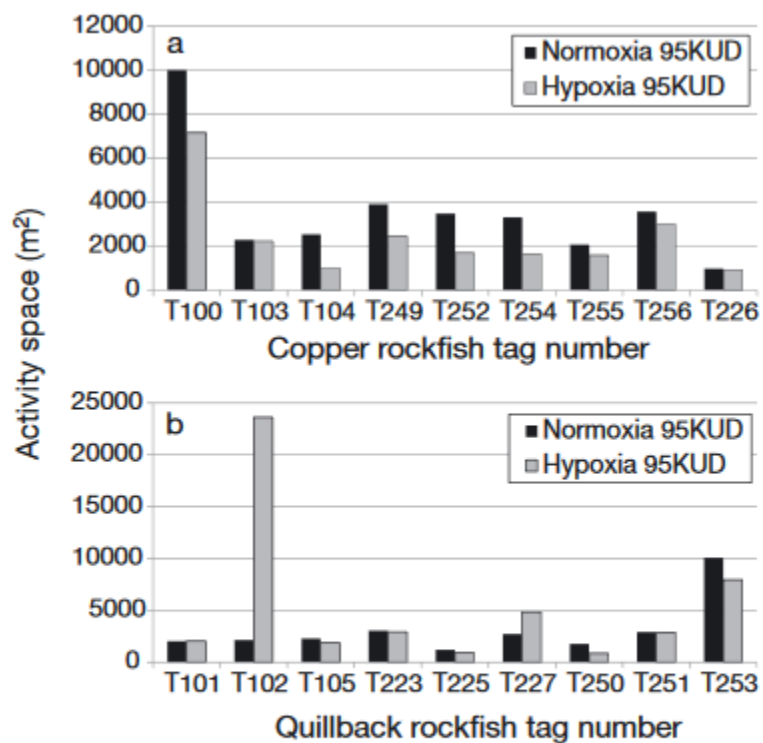 12000
a
10000
8000
6000
4000
2000
0
Normoxia 95KUD
Hypoxia 95KUD
T100 T103 T104 T249 T252 T254 T255 T256 T226
Copper rockfish tag number
Activity space (m²)
25000
b
20000
15000
10000
5000
0
Normoxia 95KUD
Hypoxia 95KUD
T101 T102 T105 T223 T225 T227 T250 T251 T253
Quillback rockfish tag number